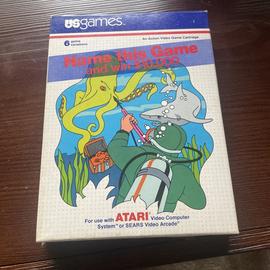 USgames.
6 game
variations
An Action Video Game Cartridge
Name this Game
and win $10,000
For use with ATARI Video Computer
System™ or SEARS Video Arcade™